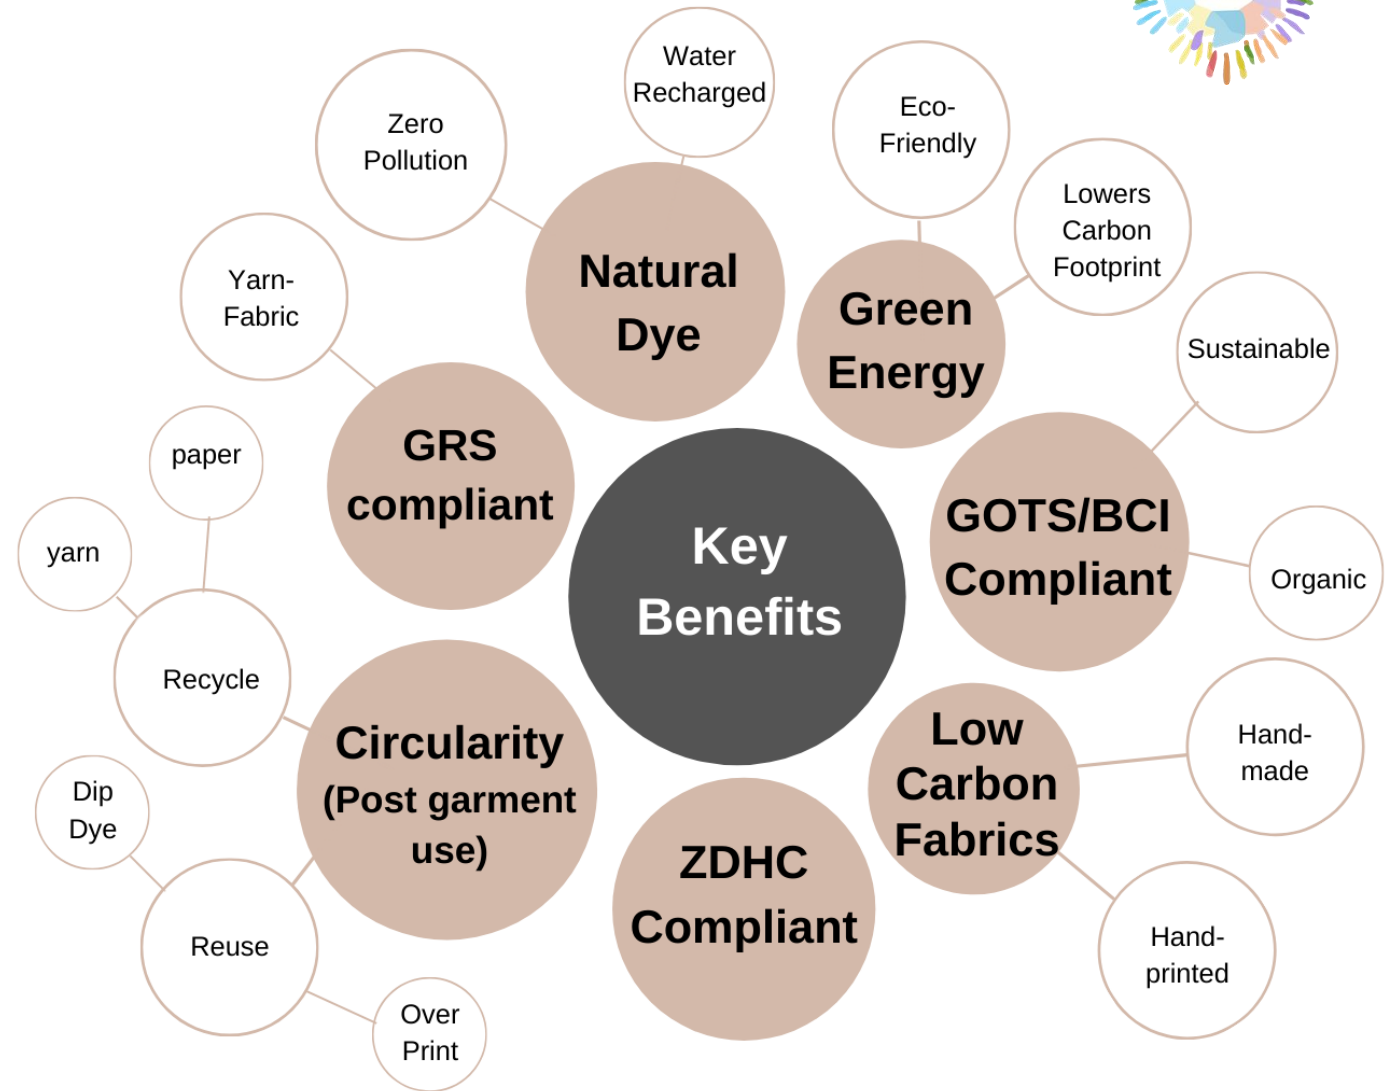 Water
Recharged
Zero
Pollution
Eco-
Friendly
Lowers
Carbon
Footprint
Natural
Dye
Green
Energy
Yarn-
Fabric
Sustainable
GRS
compliant
paper
yarn
Key
Benefits
GOTS/BCI
Compliant
Organic
Recycle
Circularity
(Post garment
use)
Low
Carbon
Fabrics
Hand-
made
Dip
Dye
ZDHC
Compliant
Reuse
Hand-
printed
Over
Print